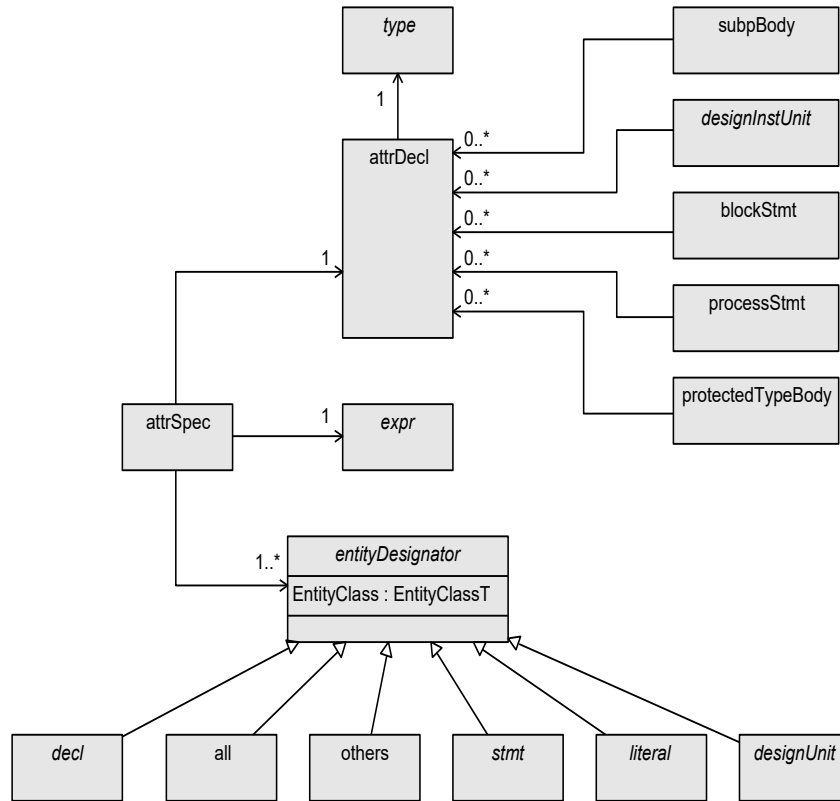 type
subpBody
1
designInstUnit
0..*
attrDecl
0..*
blockStmt
0..*
1
0..*
processStmt
0..*
protectedTypeBody
attrSpec
1
expr
1..*
entityDesignator
EntityClass : EntityClassT
decl
all
others
stmt
literal
designUnit